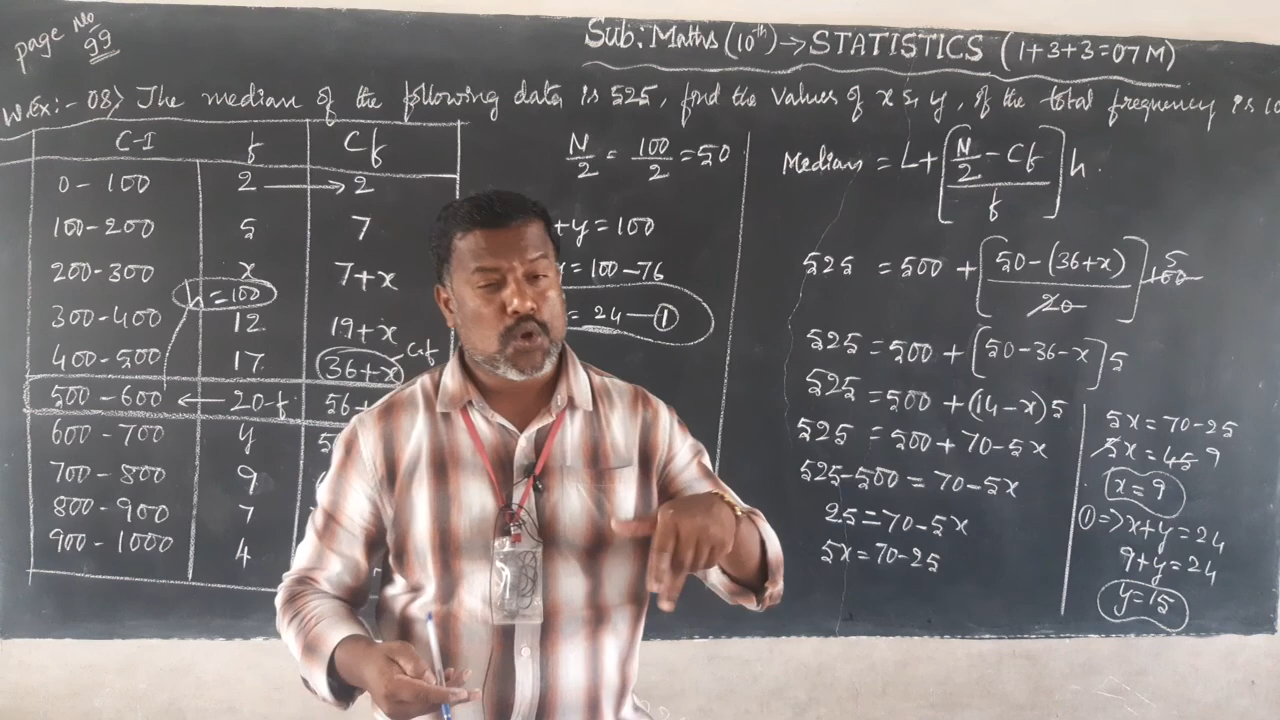 page No
99
Sub: Maths (10th) → STATISTICS (1+3+3=07M)
W.Ex:- 08) The median of the following data is 525, find the values of x & y, if the total frequency is 10
C-I f Cf
0-100 2 → 2
100-200 5 7
200-300 x 7+x
h=100
300-400 12 19+x
400-500 17 36+x Cf
500-600 ← 20-f 56+
600-700 y 5
700-800 9
800-900 7
900-1000 4
N/2 = 100/2 = 50
+y=100
= 100-76
= 24 — ①
Median = L+[(N/2 - Cf)/f]h.
525 = 500 + [(50-(36+x))/20] 100 5
525 = 500 + [50-36-x]5
525 = 500 + (14-x)5
525 = 500+70-5x
525-500 = 70-5x
25 = 70-5x
5x = 70-25
5x = 70-25
5x = 45 9
x = 9
① => x+y = 24
9+y = 24
y = 15